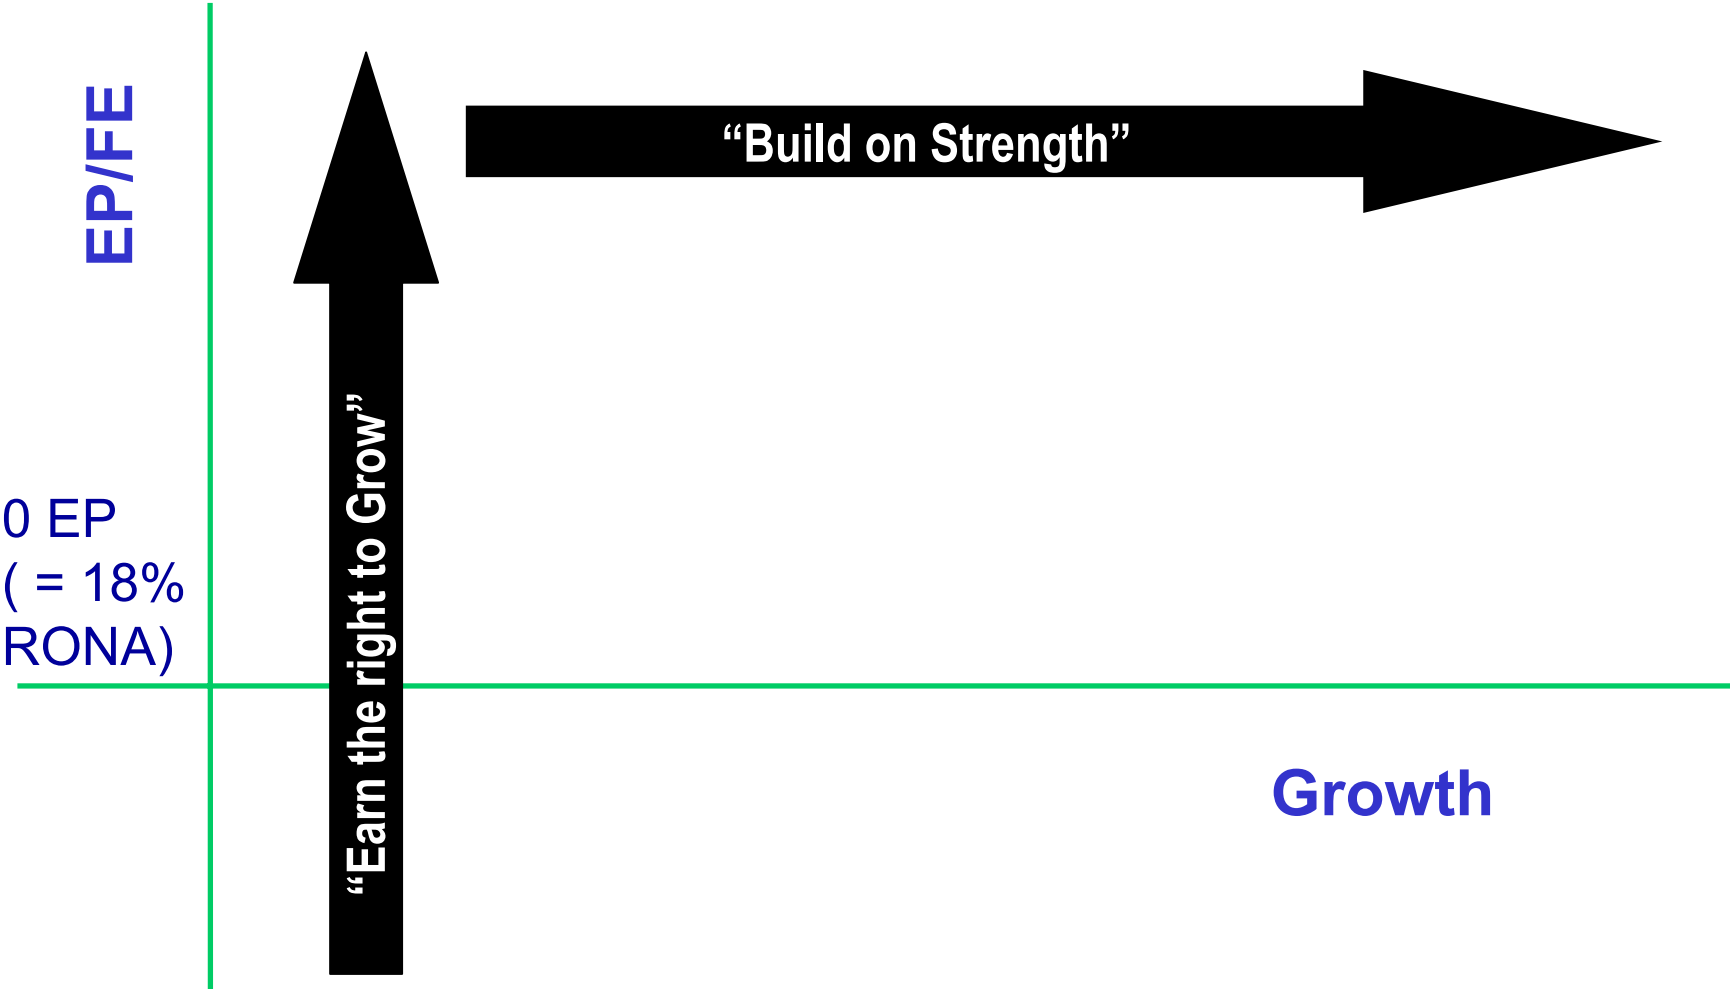 EP/FE
“Build on Strength”
“Earn the right to Grow”
0 EP
( = 18%
RONA)
Growth